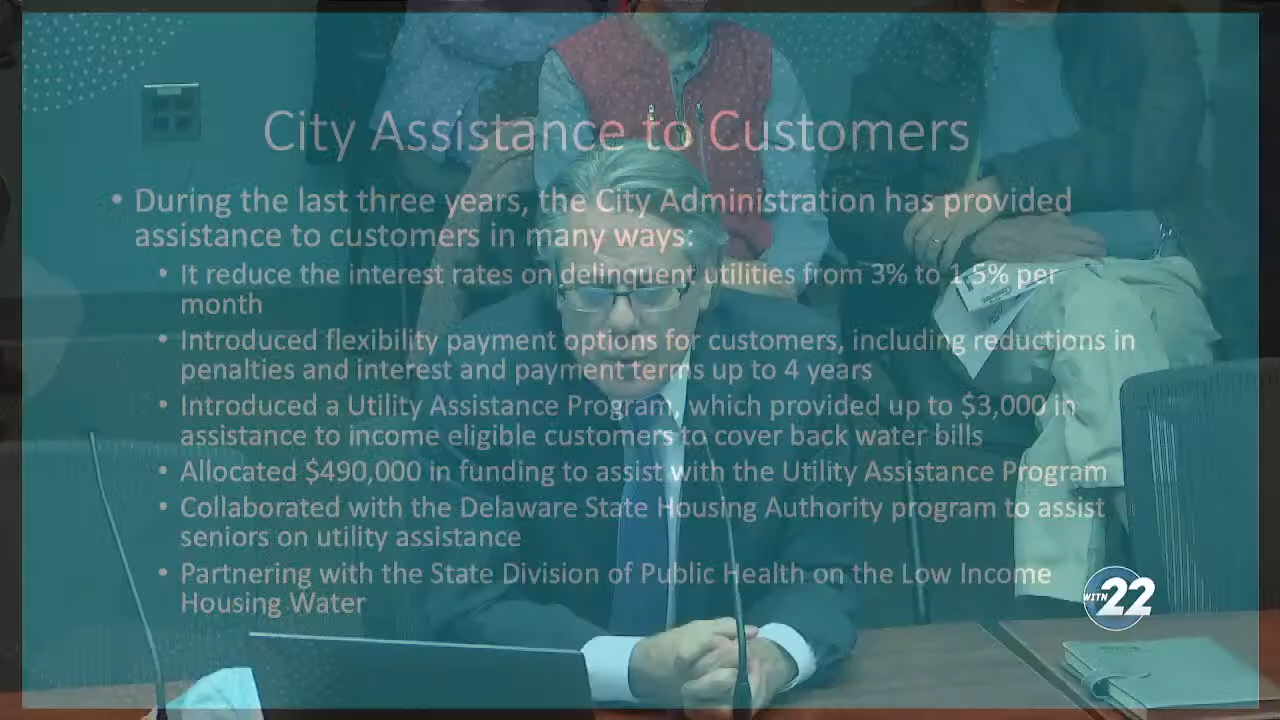 City Assistance to Customers
• During the last three years, the City Administration has provided
assistance to customers in many ways:
• It reduce the interest rates on delinquent utilities from 3% to 1.5% per
month
• Introduced flexibility payment options for customers, including reductions in
penalties and interest and payment terms up to 4 years
• Introduced a Utility Assistance Program, which provided up to $3,000 in
assistance to income eligible customers to cover back water bills
• Allocated $490,000 in funding to assist with the Utility Assistance Program
• Collaborated with the Delaware State Housing Authority program to assist
seniors on utility assistance
• Partnering with the State Division of Public Health on the Low Income
Housing Water
WITN 22